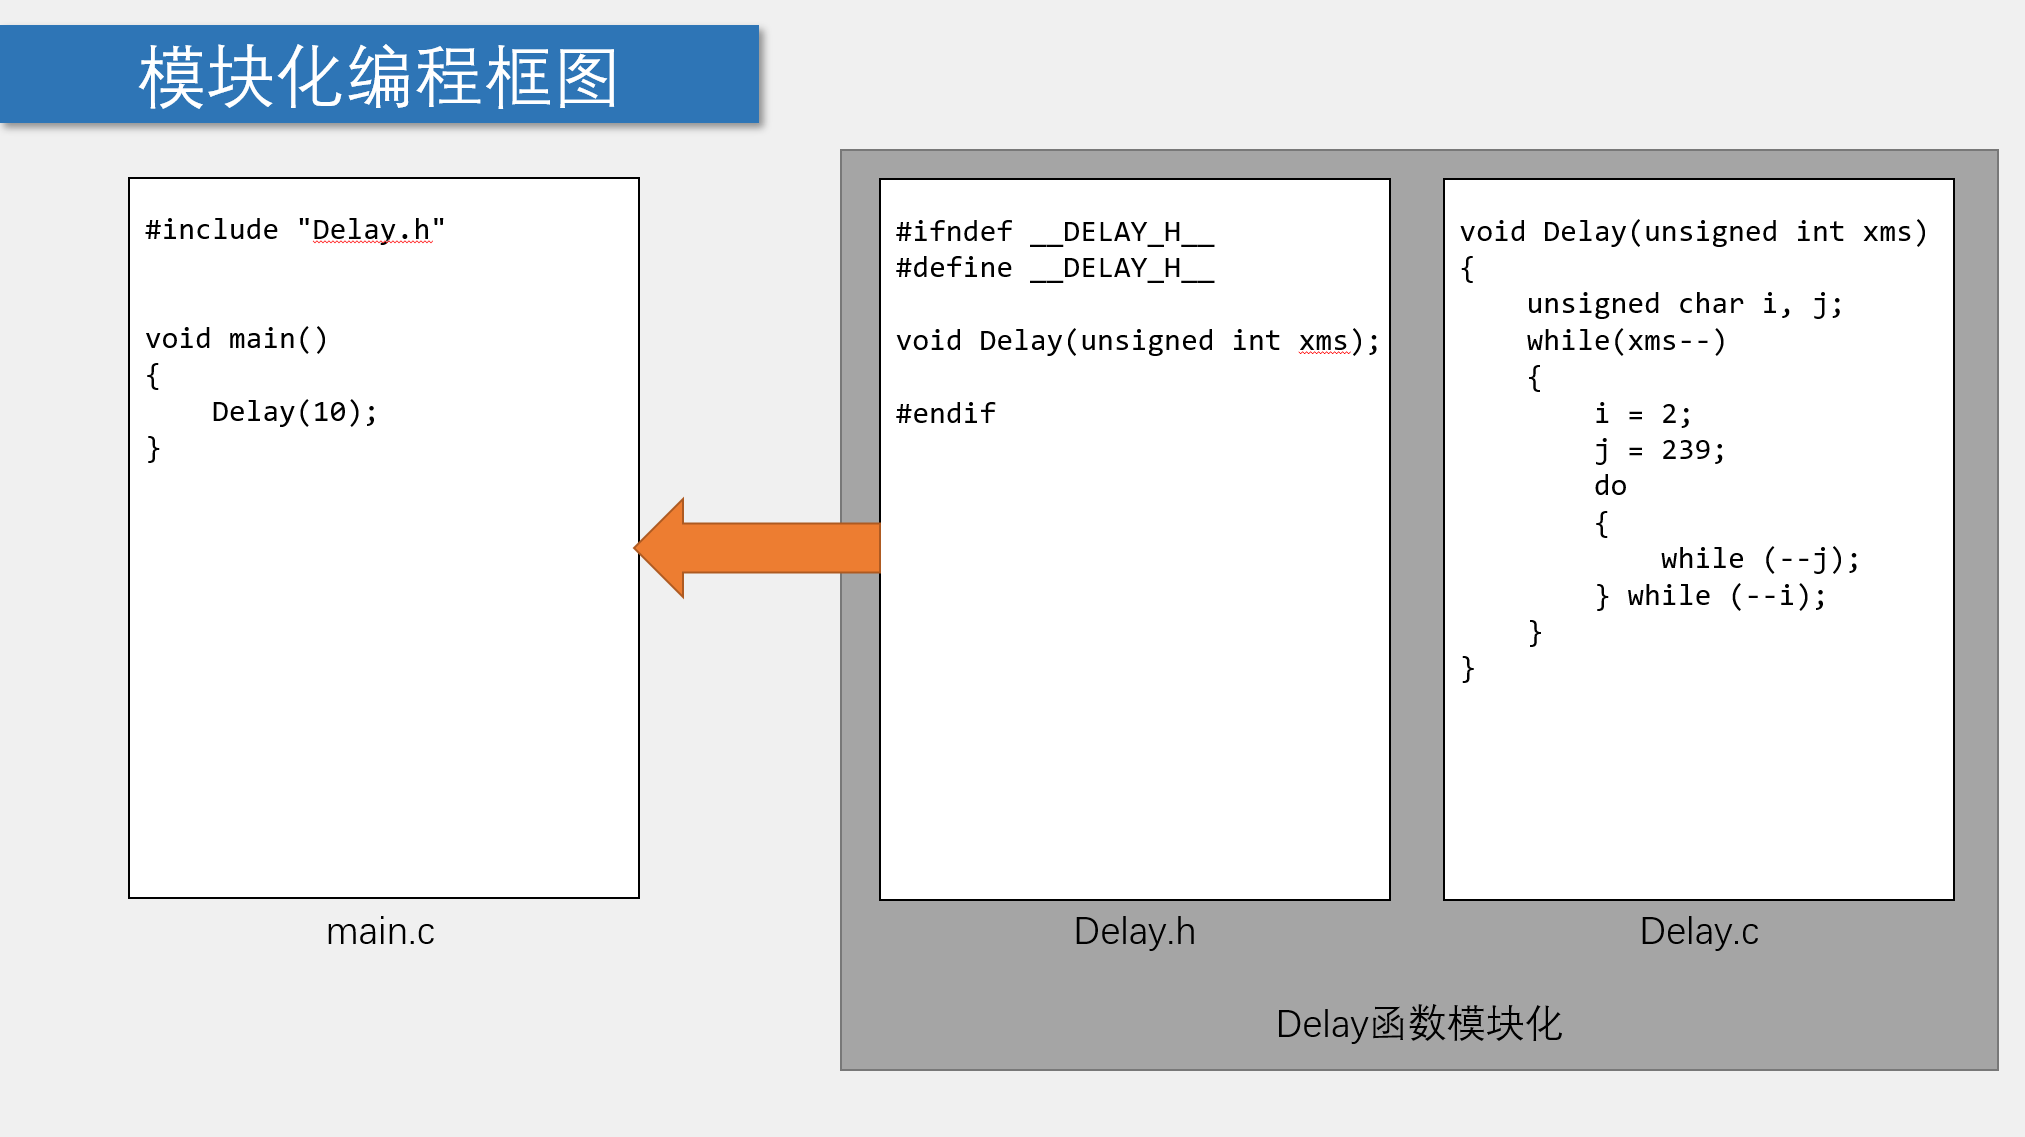 模块化编程框图
#include "Delay.h"
void main()
{
    Delay(10);
}
main.c
#ifndef __DELAY_H__
#define __DELAY_H__
void Delay(unsigned int xms);
#endif
Delay.h
void Delay(unsigned int xms)
{
    unsigned char i, j;
    while(xms--)
    {
        i = 2;
        j = 239;
        do
        {
            while (--j);
        } while (--i);
    }
}
Delay.c
Delay函数模块化